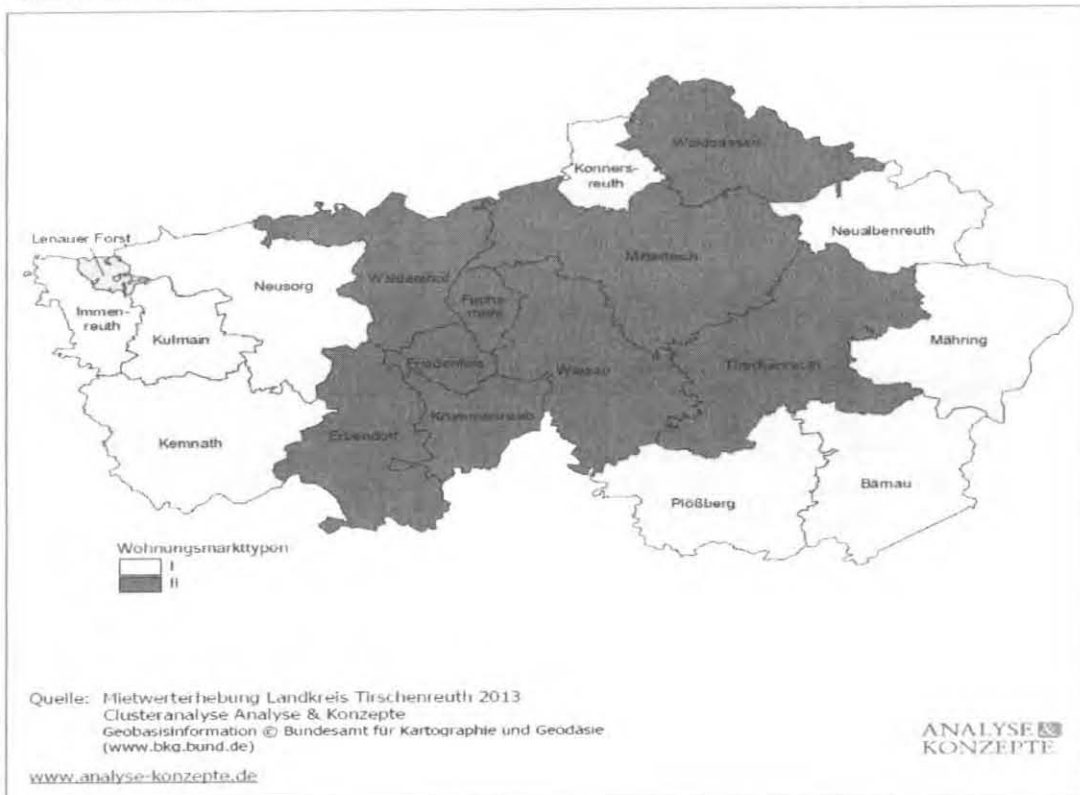 Waldsassen
Konners-
reuth
Neualbenreuth
Mitterteich
Lenauer Forst
Waldershof
Neusorg
Fuchs-
mühl
Immen-
reuth
Kulmain
Mähring
Friedenfels
Wiesau
Tirschenreuth
Krummennaab
Kemnath
Erbendorf
Bärnau
Plößberg
Wohnungsmarkttypen
I
II
Quelle: Mietwerterhebung Landkreis Tirschenreuth 2013
Clusteranalyse Analyse & Konzepte
Geobasisinformation © Bundesamt für Kartographie und Geodäsie
(www.bkg.bund.de)
ANALYSE &
KONZEPTE
www.analyse-konzepte.de